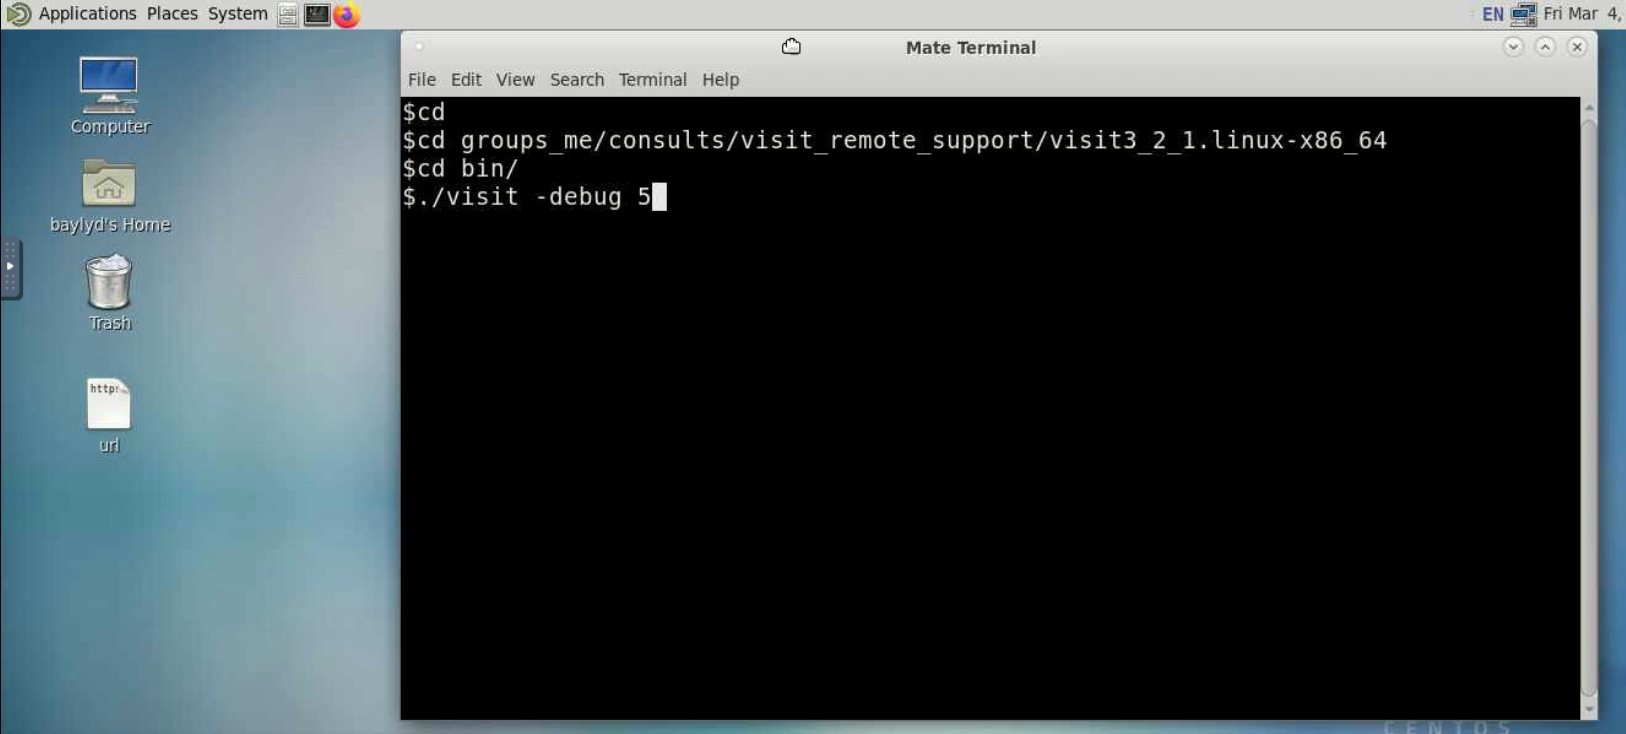 Applications Places System
EN Fri Mar 4,
Mate Terminal
File Edit View Search Terminal Help
$cd
$cd groups_me/consults/visit_remote_support/visit3_2_1.linux-x86_64
$cd bin/
$./visit -debug 5
Computer
baylyd's Home
Trash
http:
url
CENTOS